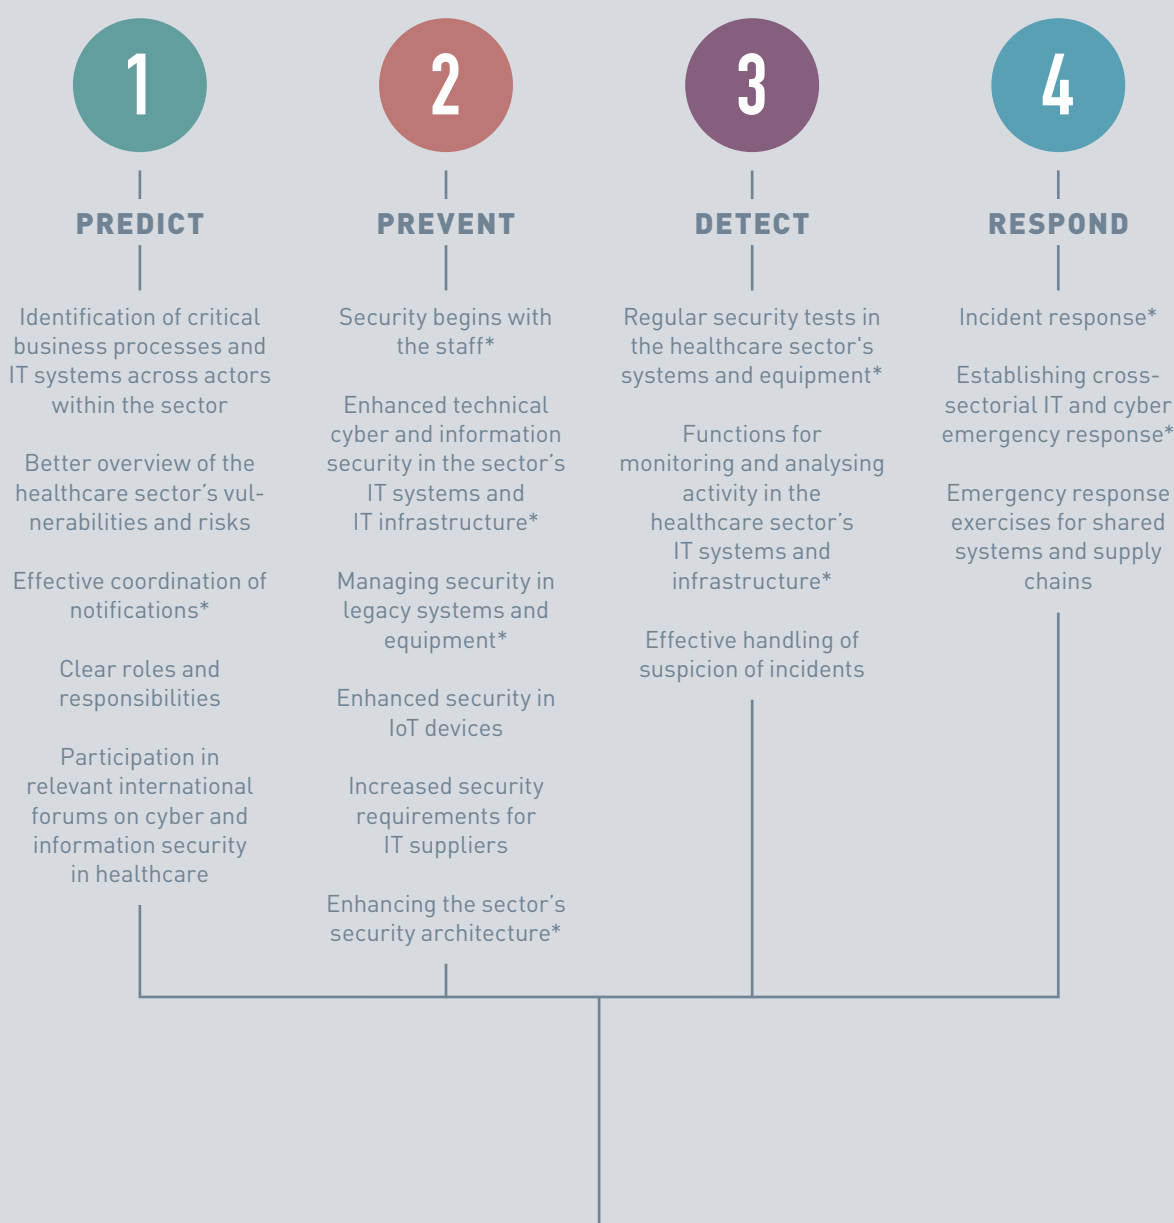 1
PREDICT
Identification of critical
business processes and
IT systems across actors
within the sector
Better overview of the
healthcare sector’s vul-
nerabilities and risks
Effective coordination of
notifications*
Clear roles and
responsibilities
Participation in
relevant international
forums on cyber and
information security
in healthcare
2
PREVENT
Security begins with
the staff*
Enhanced technical
cyber and information
security in the sector’s
IT systems and
IT infrastructure*
Managing security in
legacy systems and
equipment*
Enhanced security in
IoT devices
Increased security
requirements for
IT suppliers
Enhancing the sector’s
security architecture*
3
DETECT
Regular security tests in
the healthcare sector's
systems and equipment*
Functions for
monitoring and analysing
activity in the
healthcare sector’s
IT systems and
infrastructure*
Effective handling of
suspicion of incidents
4
RESPOND
Incident response*
Establishing cross-
sectorial IT and cyber
emergency response*
Emergency response
exercises for shared
systems and supply
chains